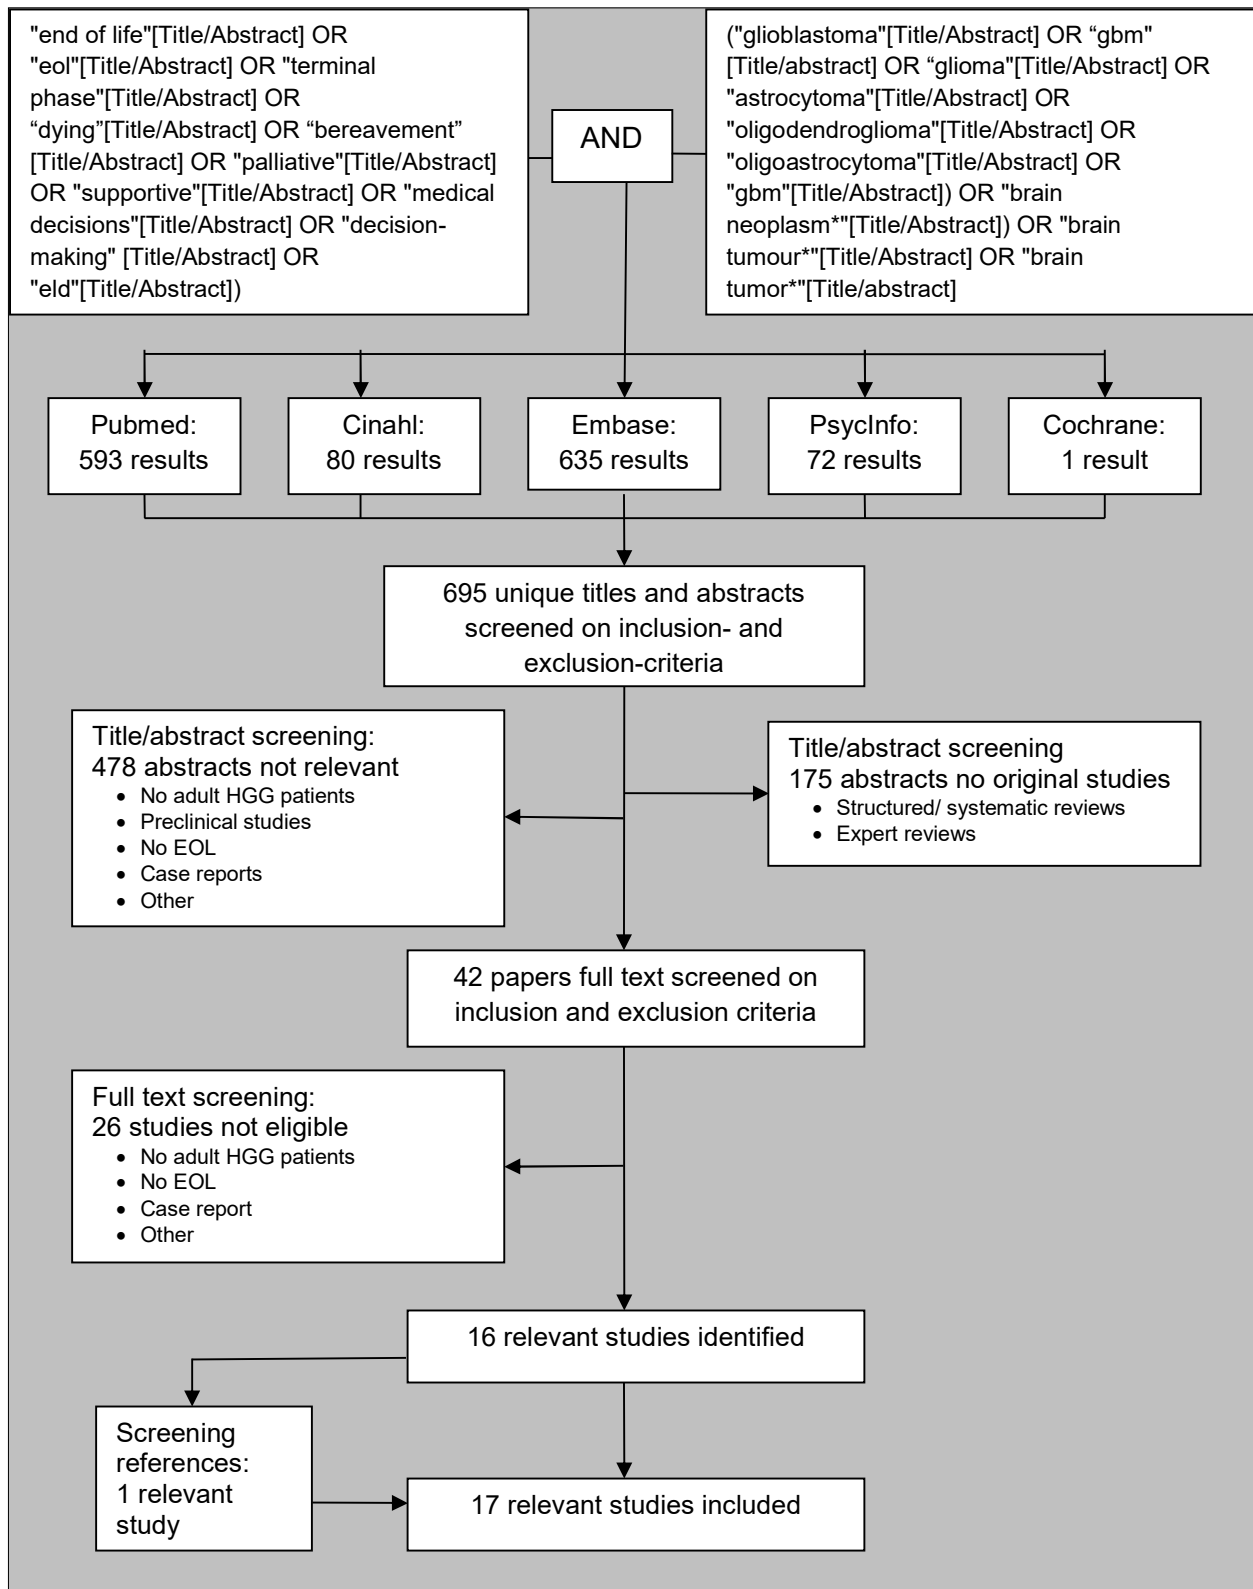 "end of life"[Title/Abstract] OR
"eol"[Title/Abstract] OR "terminal
phase"[Title/Abstract] OR
“dying”[Title/Abstract] OR “bereavement”
[Title/Abstract] OR "palliative"[Title/Abstract]
OR "supportive"[Title/Abstract] OR "medical
decisions"[Title/Abstract] OR "decision-
making" [Title/Abstract] OR
"eld"[Title/Abstract])
AND
("glioblastoma"[Title/Abstract] OR “gbm"
[Title/abstract] OR “glioma"[Title/Abstract] OR
"astrocytoma"[Title/Abstract] OR
"oligodendroglioma"[Title/Abstract] OR
"oligoastrocytoma"[Title/Abstract] OR
"gbm"[Title/Abstract]) OR "brain
neoplasm*"[Title/Abstract]) OR "brain
tumour*"[Title/Abstract] OR "brain
tumor*"[Title/abstract]
Pubmed:
593 results
Cinahl:
80 results
Embase:
635 results
PsycInfo:
72 results
Cochrane:
1 result
695 unique titles and abstracts
screened on inclusion- and
exclusion-criteria
Title/abstract screening:
478 abstracts not relevant
• No adult HGG patients
• Preclinical studies
• No EOL
• Case reports
• Other
Title/abstract screening
175 abstracts no original studies
• Structured/ systematic reviews
• Expert reviews
42 papers full text screened on
inclusion and exclusion criteria
Full text screening:
26 studies not eligible
• No adult HGG patients
• No EOL
• Case report
• Other
16 relevant studies identified
Screening
references:
1 relevant
study
17 relevant studies included